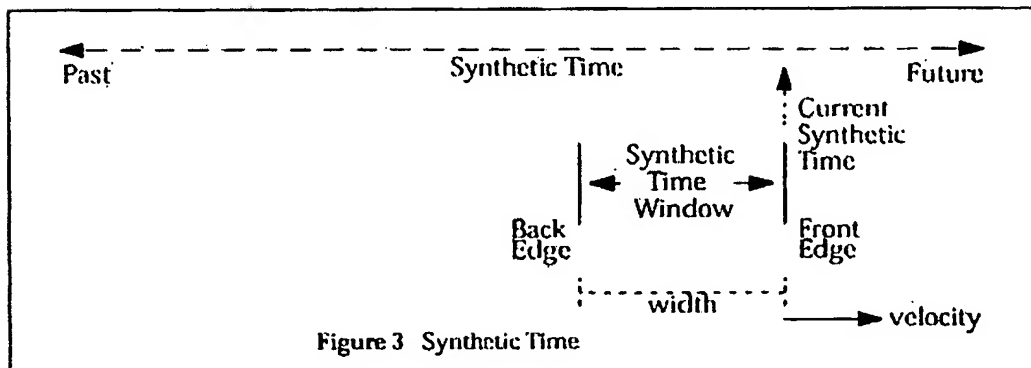 Past
Synthetic Time
Future
Current
Synthetic
Time
Synthetic
Time
Window
Back
Edge
Front
Edge
width
velocity
Figure 3 Synthetic Time